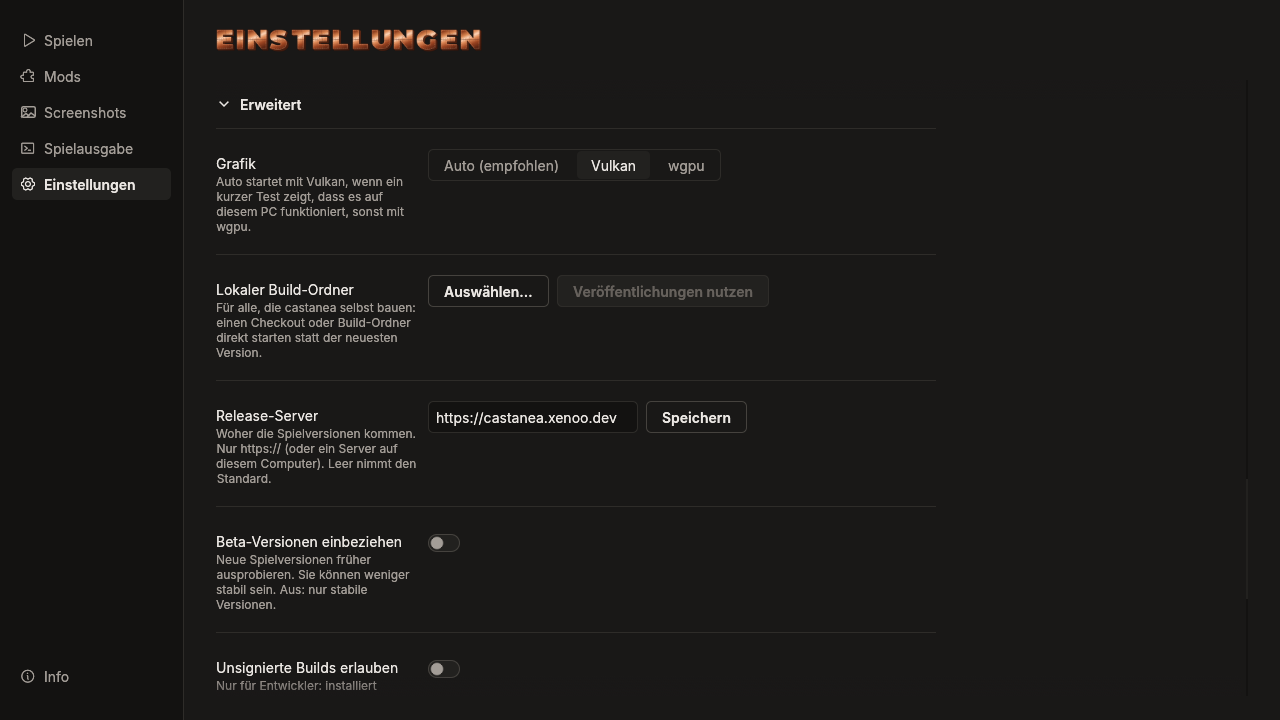 Spielen
Mods
Screenshots
Spielausgabe
Einstellungen
Info
EINSTELLUNGEN
Erweitert
Grafik
Auto startet mit Vulkan, wenn ein
kurzer Test zeigt, dass es auf
diesem PC funktioniert, sonst mit
wgpu.
Auto (empfohlen) Vulkan wgpu
Lokaler Build-Ordner
Für alle, die castanea selbst bauen:
einen Checkout oder Build-Ordner
direkt starten statt der neuesten
Version.
Auswählen... Veröffentlichungen nutzen
Release-Server
Woher die Spielversionen kommen.
Nur https:// (oder ein Server auf
diesem Computer). Leer nimmt den
Standard.
https://castanea.xenoo.dev Speichern
Beta-Versionen einbeziehen
Neue Spielversionen früher
ausprobieren. Sie können weniger
stabil sein. Aus: nur stabile
Versionen.
Unsignierte Builds erlauben
Nur für Entwickler: installiert